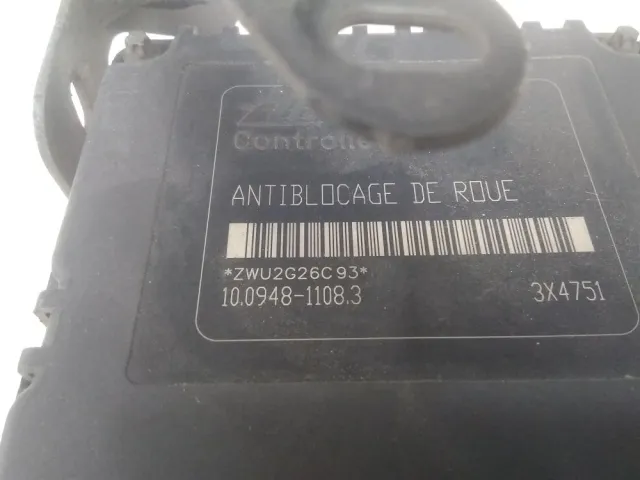 ANTIBLOCAGE DE ROUE
*ZWU2G26C93*
10.0948-1108.3 3X4751